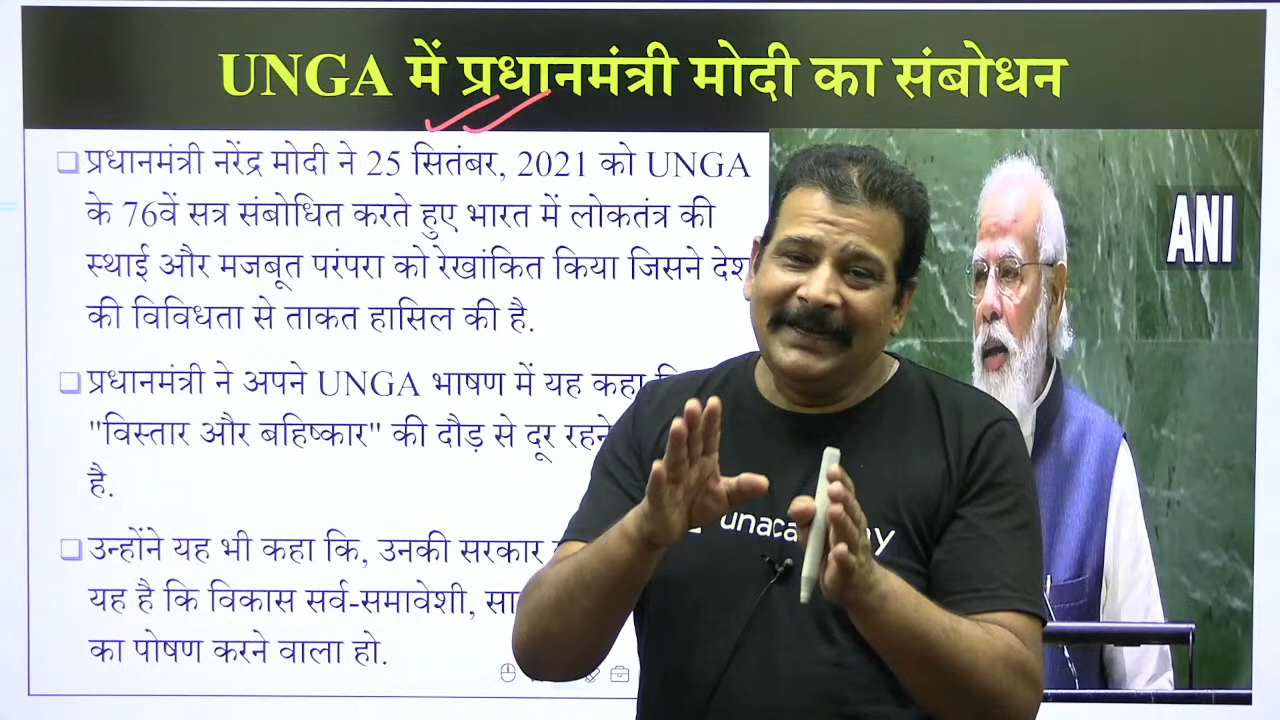 UNGA में प्रधानमंत्री मोदी का संबोधन
प्रधानमंत्री नरेंद्र मोदी ने 25 सितंबर, 2021 को UNGA
के 76वें सत्र संबोधित करते हुए भारत में लोकतंत्र की
स्थाई और मजबूत परंपरा को रेखांकित किया जिसने देश
की विविधता से ताकत हासिल की है.
प्रधानमंत्री ने अपने UNGA भाषण में यह कहा
"विस्तार और बहिष्कार" की दौड़ से दूर रहने
है.
उन्होंने यह भी कहा कि, उनकी सरकार
यह है कि विकास सर्व-समावेशी,
का पोषण करने वाला हो.
ANI